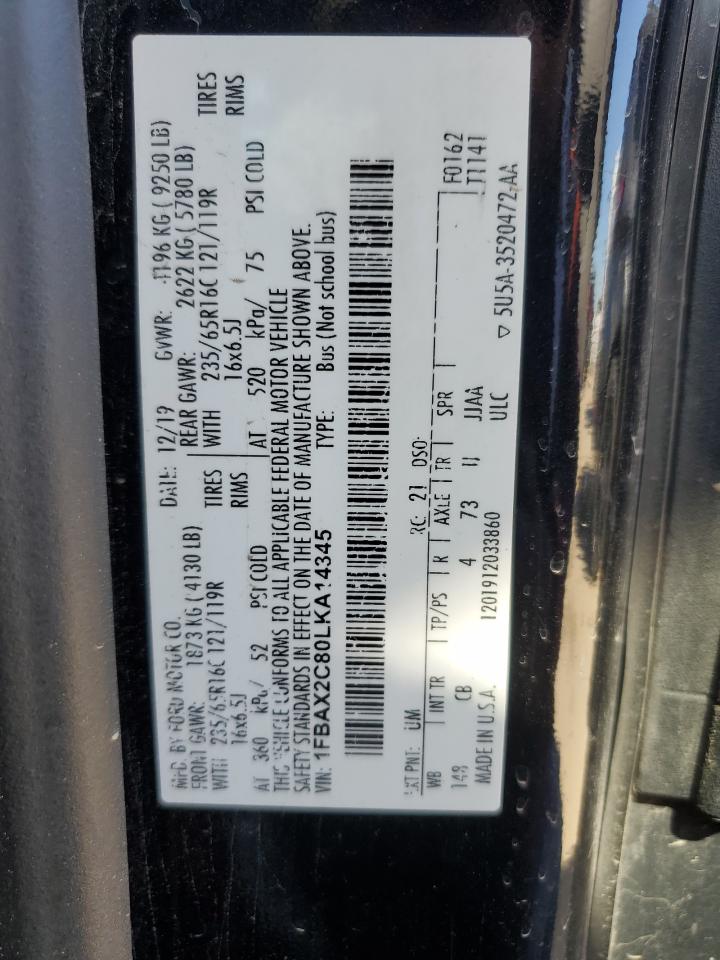 MFD. BY FORD MOTOR CO. DATE: 12/19 GVWR: 4196 KG ( 9250 LB)
FRONT GAWR: 1873 KG ( 4130 LB) REAR GAWR: 2622 KG ( 5780 LB)
WITH 235/65R16C 121/119R TIRES WITH 235/65R16C 121/119R TIRES
16x6.5J RIMS 16x6.5J RIMS
AT 360 kPa/ 52 PSI COLD AT 520 kPa/ 75 PSI COLD
THIS VEHICLE CONFORMS TO ALL APPLICABLE FEDERAL MOTOR VEHICLE
SAFETY STANDARDS IN EFFECT ON THE DATE OF MANUFACTURE SHOWN ABOVE.
VIN: 1FBAX2C80LKA14345 TYPE: Bus (Not school bus)
EXT PNT: UM RC: 21 DSO:
WB INT TR TP/PS R AXLE TR SPR F0162
148 CB 4 73 IJ JJAA T1141
MADE IN U.S.A. 1201912033860 ULC
▽ 5U5A-3520472-AA